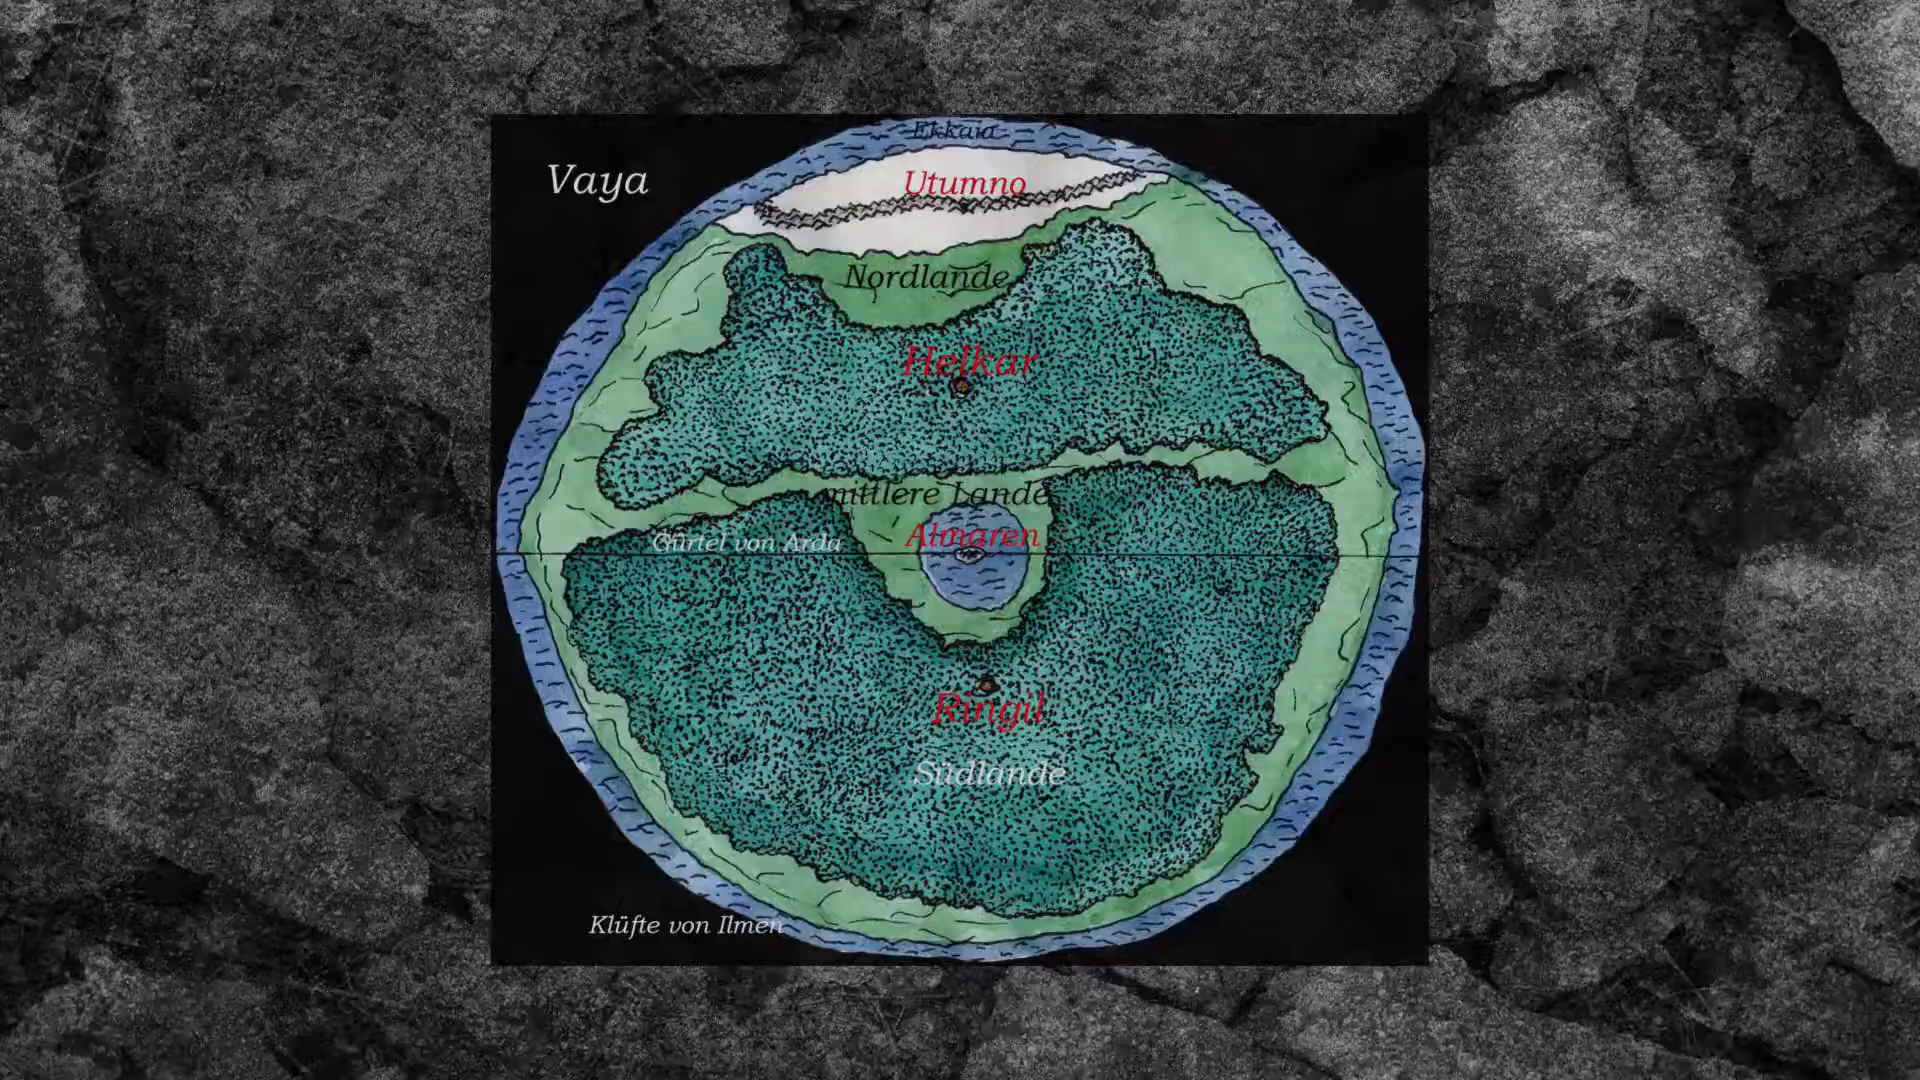 Ekkaia
Vaya
Utumno
Nordlande
Helkar
mittlere Lande
Almaren
Gürtel von Arda
Ringil
Südlande
Klüfte von Ilmen